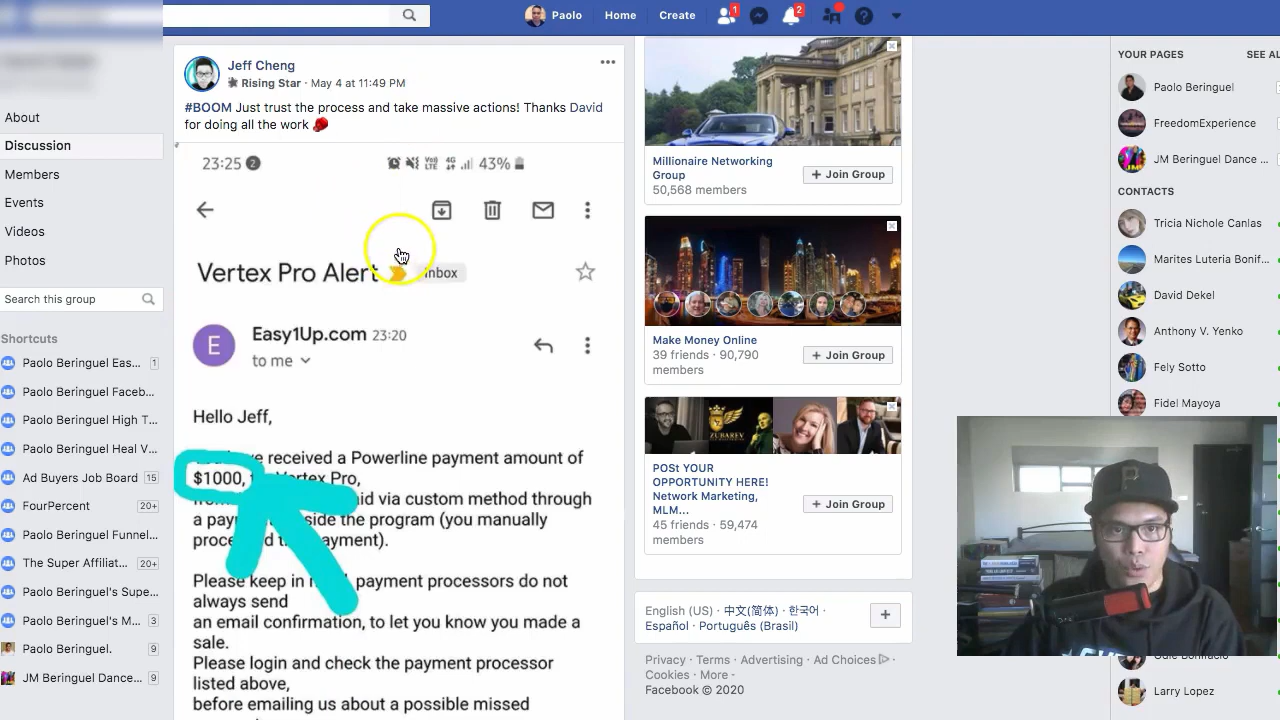 Paolo
Home
Create
1
2
About
Discussion
Members
Events
Videos
Photos
Search this group
Shortcuts
Paolo Beringuel Eas... 1
Paolo Beringuel Faceb...
Paolo Beringuel High T...
Paolo Beringuel Heal V...
Ad Buyers Job Board 15
FourPercent 20+
Paolo Beringuel Funnel...
The Super Affiliat... 20+
Paolo Beringuel's Supe...
Paolo Beringuel's M... 3
Paolo Beringuel. 9
JM Beringuel Dance... 9
Jeff Cheng
Rising Star · May 4 at 11:49 PM
#BOOM Just trust the process and take massive actions! Thanks David
for doing all the work
23:25 2
43%
Vertex Pro Alert
Inbox
E
Easy1Up.com 23:20
to me
Hello Jeff,
received a Powerline payment amount of
$1000, Vertex Pro,
via custom method through
a the program (you manually
Please keep in payment processors do not
always send
an email confirmation, to let you know you made a
sale.
Please login and check the payment processor
listed above,
before emailing us about a possible missed
Millionaire Networking
Group
50,568 members
+ Join Group
Make Money Online
39 friends · 90,790
members
+ Join Group
ZUBAREV
POSt YOUR
OPPORTUNITY HERE!
Network Marketing,
MLM...
45 friends · 59,474
members
+ Join Group
English (US) · 中文(简体) · 한국어 ·
Español · Português (Brasil)
Privacy · Terms · Advertising · Ad Choices ·
Cookies · More
Facebook © 2020
YOUR PAGES SEE AL
Paolo Beringuel
FreedomExperience
JM Beringuel Dance ...
CONTACTS
Tricia Nichole Canlas
Marites Luteria Bonif...
David Dekel
Anthony V. Yenko
Fely Sotto
Fidel Mayoya
Larry Lopez